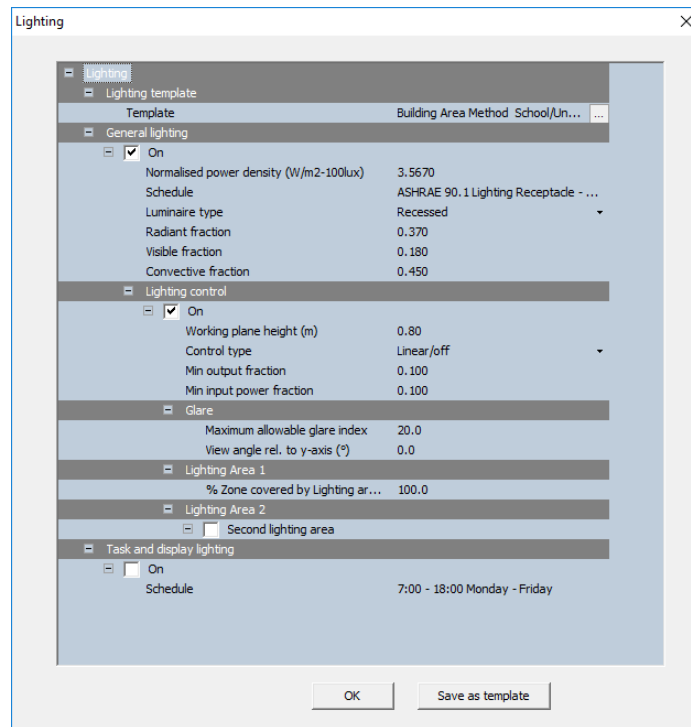 Lighting
Lighting
Lighting template
Template Building Area Method School/Un... ...
General lighting
On
Normalised power density (W/m2-100lux) 3.5670
Schedule ASHRAE 90.1 Lighting Receptacle - ...
Luminaire type Recessed
Radiant fraction 0.370
Visible fraction 0.180
Convective fraction 0.450
Lighting control
On
Working plane height (m) 0.80
Control type Linear/off
Min output fraction 0.100
Min input power fraction 0.100
Glare
Maximum allowable glare index 20.0
View angle rel. to y-axis (°) 0.0
Lighting Area 1
% Zone covered by Lighting ar... 100.0
Lighting Area 2
Second lighting area
Task and display lighting
On
Schedule 7:00 - 18:00 Monday - Friday
OK Save as template